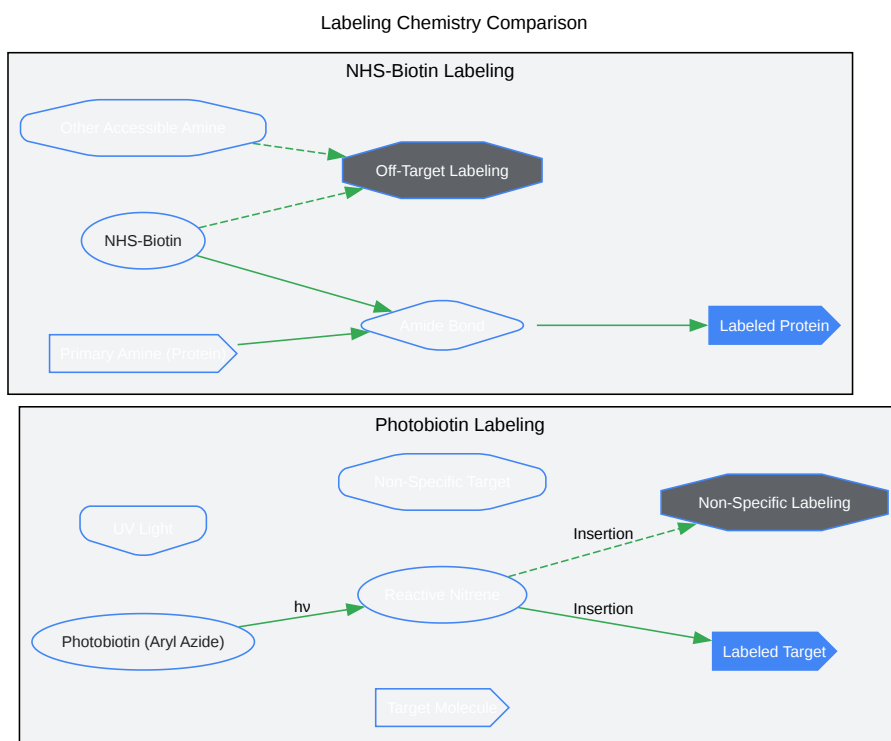 Labeling Chemistry Comparison
NHS-Biotin Labeling
Other Accessible Amine
Off-Target Labeling
NHS-Biotin
Amide Bond
Labeled Protein
Primary Amine (Protein)
Photobiotin Labeling
Non-Specific Target
Non-Specific Labeling
UV Light
Insertion
Reactive Nitrene
hν
Insertion
Photobiotin (Aryl Azide)
Labeled Target
Target Molecule